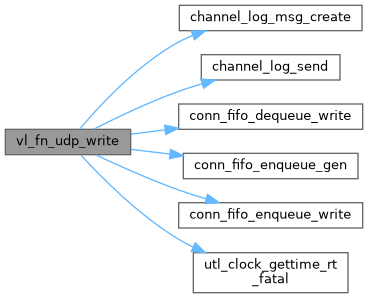 channel_log_msg_create
channel_log_send
vl_fn_udp_write
conn_fifo_dequeue_write
conn_fifo_enqueue_gen
conn_fifo_enqueue_write
utl_clock_gettime_rt
_fatal